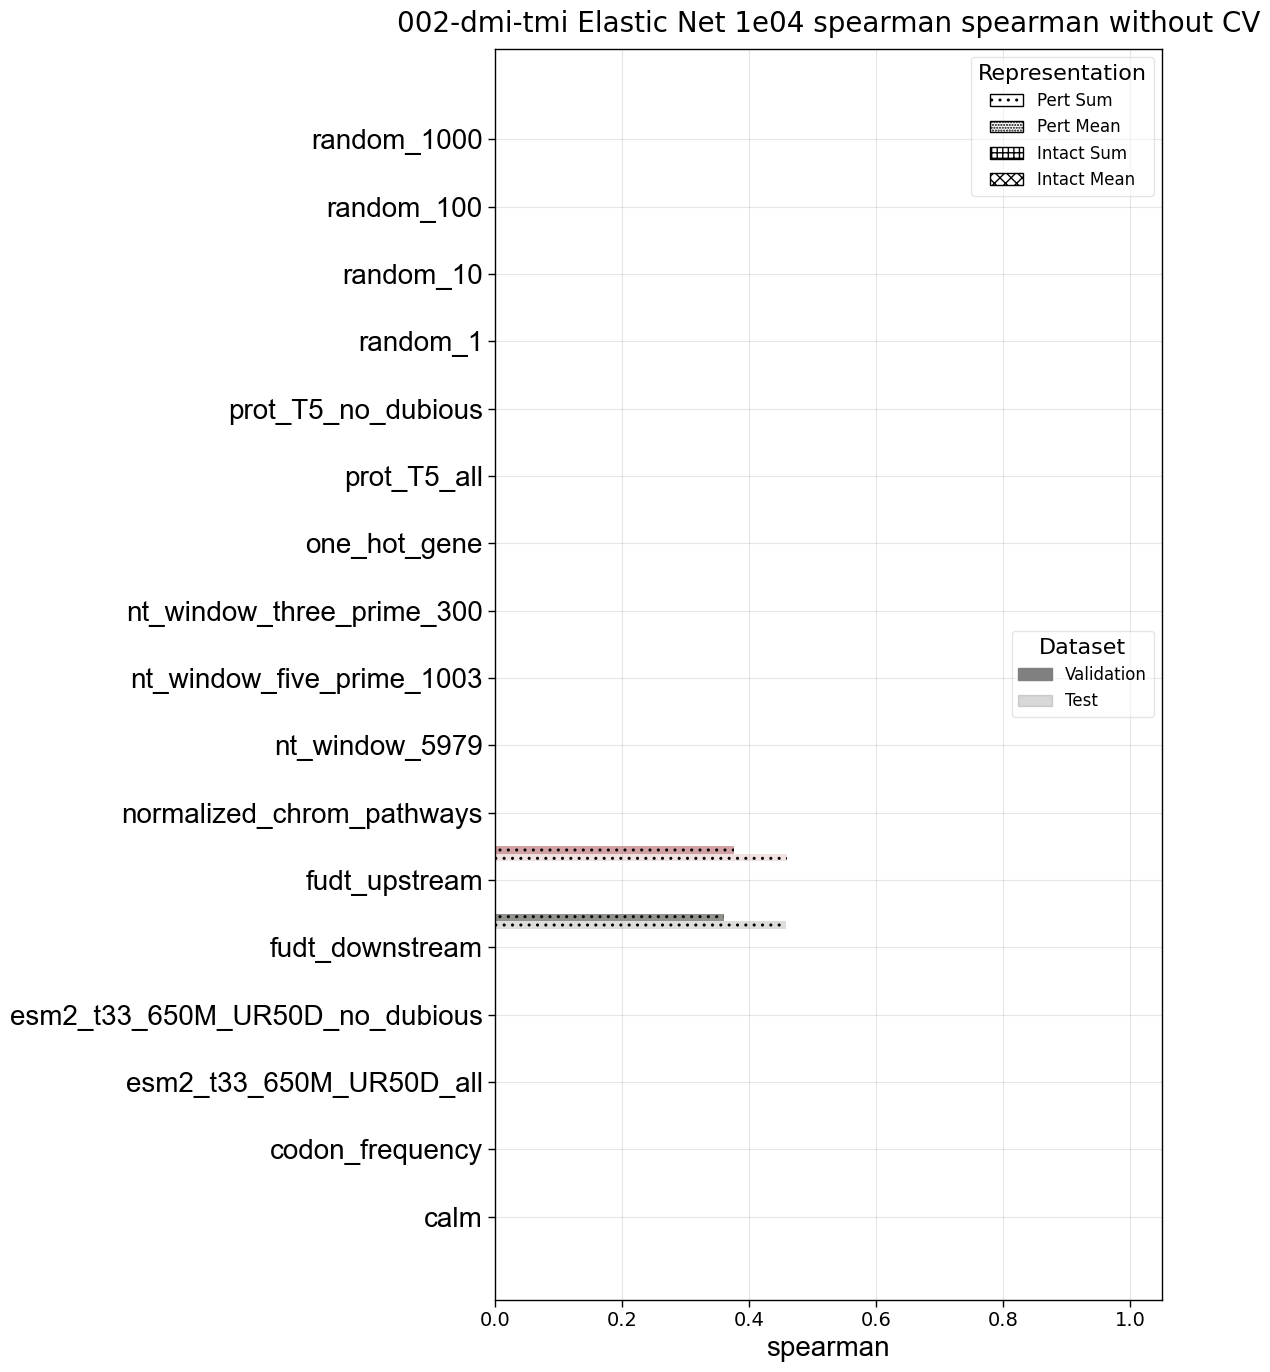 002-dmi-tmi Elastic Net 1e04 spearman spearman without CV
Representation
Pert Sum
Pert Mean
Intact Sum
Intact Mean
random_1000
random_100
random_10
random_1
prot_T5_no_dubious
prot_T5_all
one_hot_gene
nt_window_three_prime_300
Dataset
Validation
Test
nt_window_five_prime_1003
nt_window_5979
normalized_chrom_pathways
fudt_upstream
fudt_downstream
esm2_t33_650M_UR50D_no_dubious
esm2_t33_650M_UR50D_all
codon_frequency
calm
0.0 0.2 0.4 0.6 0.8 1.0
spearman